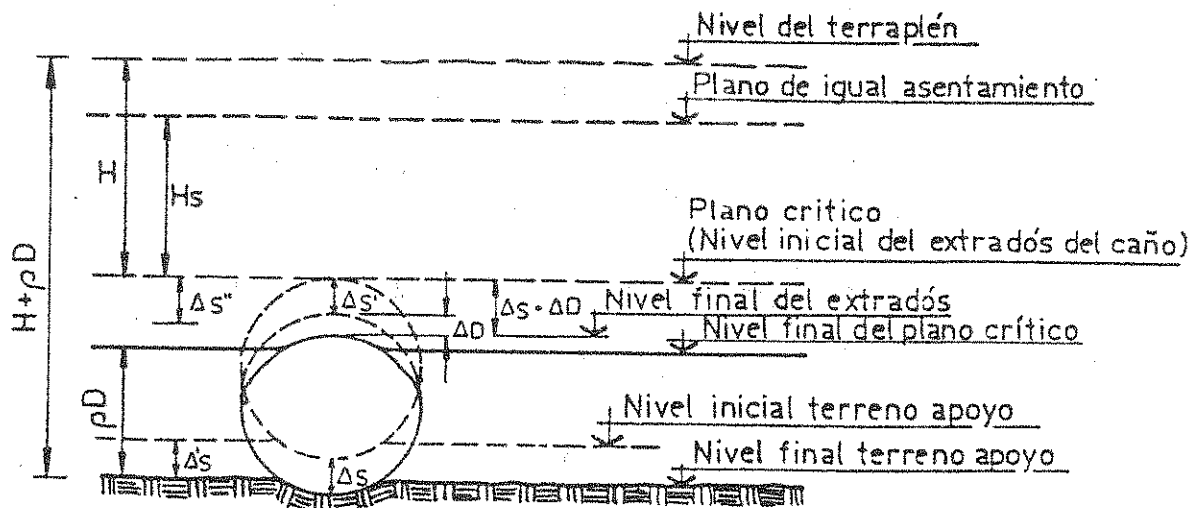 Nivel del terraplén
Plano de igual asentamiento
H
Hs
H+ρD
Plano critico
(Nivel inicial del extradós del caño)
Δs"
Δs'
Δs·ΔD
Nivel final del extradós
ΔD
Nivel final del plano crítico
ρD
Nivel inicial terreno apoyo
Δ's
Δs
Nivel final terreno apoyo